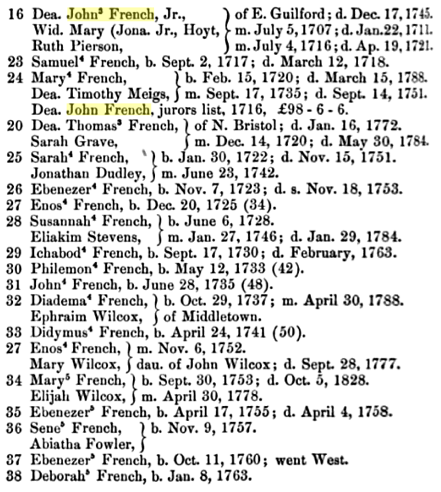 16 Dea. John³ French, Jr., } of E. Guilford; d. Dec. 17, 1745.
Wid. Mary (Jona. Jr., Hoyt, } m. July 5, 1707; d. Jan. 22, 1711.
Ruth Pierson, } m. July 4, 1716; d. Ap. 19, 1721.
23 Samuel⁴ French, b. Sept. 2, 1717; d. March 12, 1718.
24 Mary⁴ French, } b. Feb. 15, 1720; d. March 15, 1788.
Dea. Timothy Meigs, } m. Sept. 17, 1735; d. Sept. 14, 1751.
Dea. John French, jurors list, 1716, £98-6-6.
20 Dea. Thomas³ French, } of N. Bristol; d. Jan. 16, 1772.
Sarah Grave, } m. Dec. 14, 1720; d. May 30, 1784.
25 Sarah⁴ French, } b. Jan. 30, 1722; d. Nov. 15, 1751.
Jonathan Dudley, } m. June 23, 1742.
26 Ebenezer⁴ French, b. Nov. 7, 1723; d. s. Nov. 18, 1753.
27 Enos⁴ French, b. Dec. 20, 1725 (34).
28 Susannah⁴ French, } b. June 6, 1728.
Eliakim Stevens, } m. Jan. 27, 1746; d. Jan. 29, 1784.
29 Ichabod⁴ French, b. Sept. 17, 1730; d. February, 1763.
30 Philemon⁴ French, b. May 12, 1733 (42).
31 John⁴ French, b. June 28, 1735 (48).
32 Diadema⁴ French, } b. Oct. 29, 1737; m. April 30, 1788.
Ephraim Wilcox, } of Middletown.
33 Didymus⁴ French, b. April 24, 1741 (50).
27 Enos⁴ French, } m. Nov. 6, 1752.
Mary Wilcox, } dau. of John Wilcox; d. Sept. 28, 1777.
34 Mary⁵ French, } b. Sept. 30, 1753; d. Oct. 5, 1828.
Elijah Wilcox, } m. April 30, 1778.
35 Ebenezer⁵ French, b. April 17, 1755; d. April 4, 1758.
36 Sene⁵ French, } b. Nov. 9, 1757.
Abiatha Fowler, }
37 Ebenezer⁵ French, b. Oct. 11, 1760; went West.
38 Deborah⁵ French, b. Jan. 8, 1763.